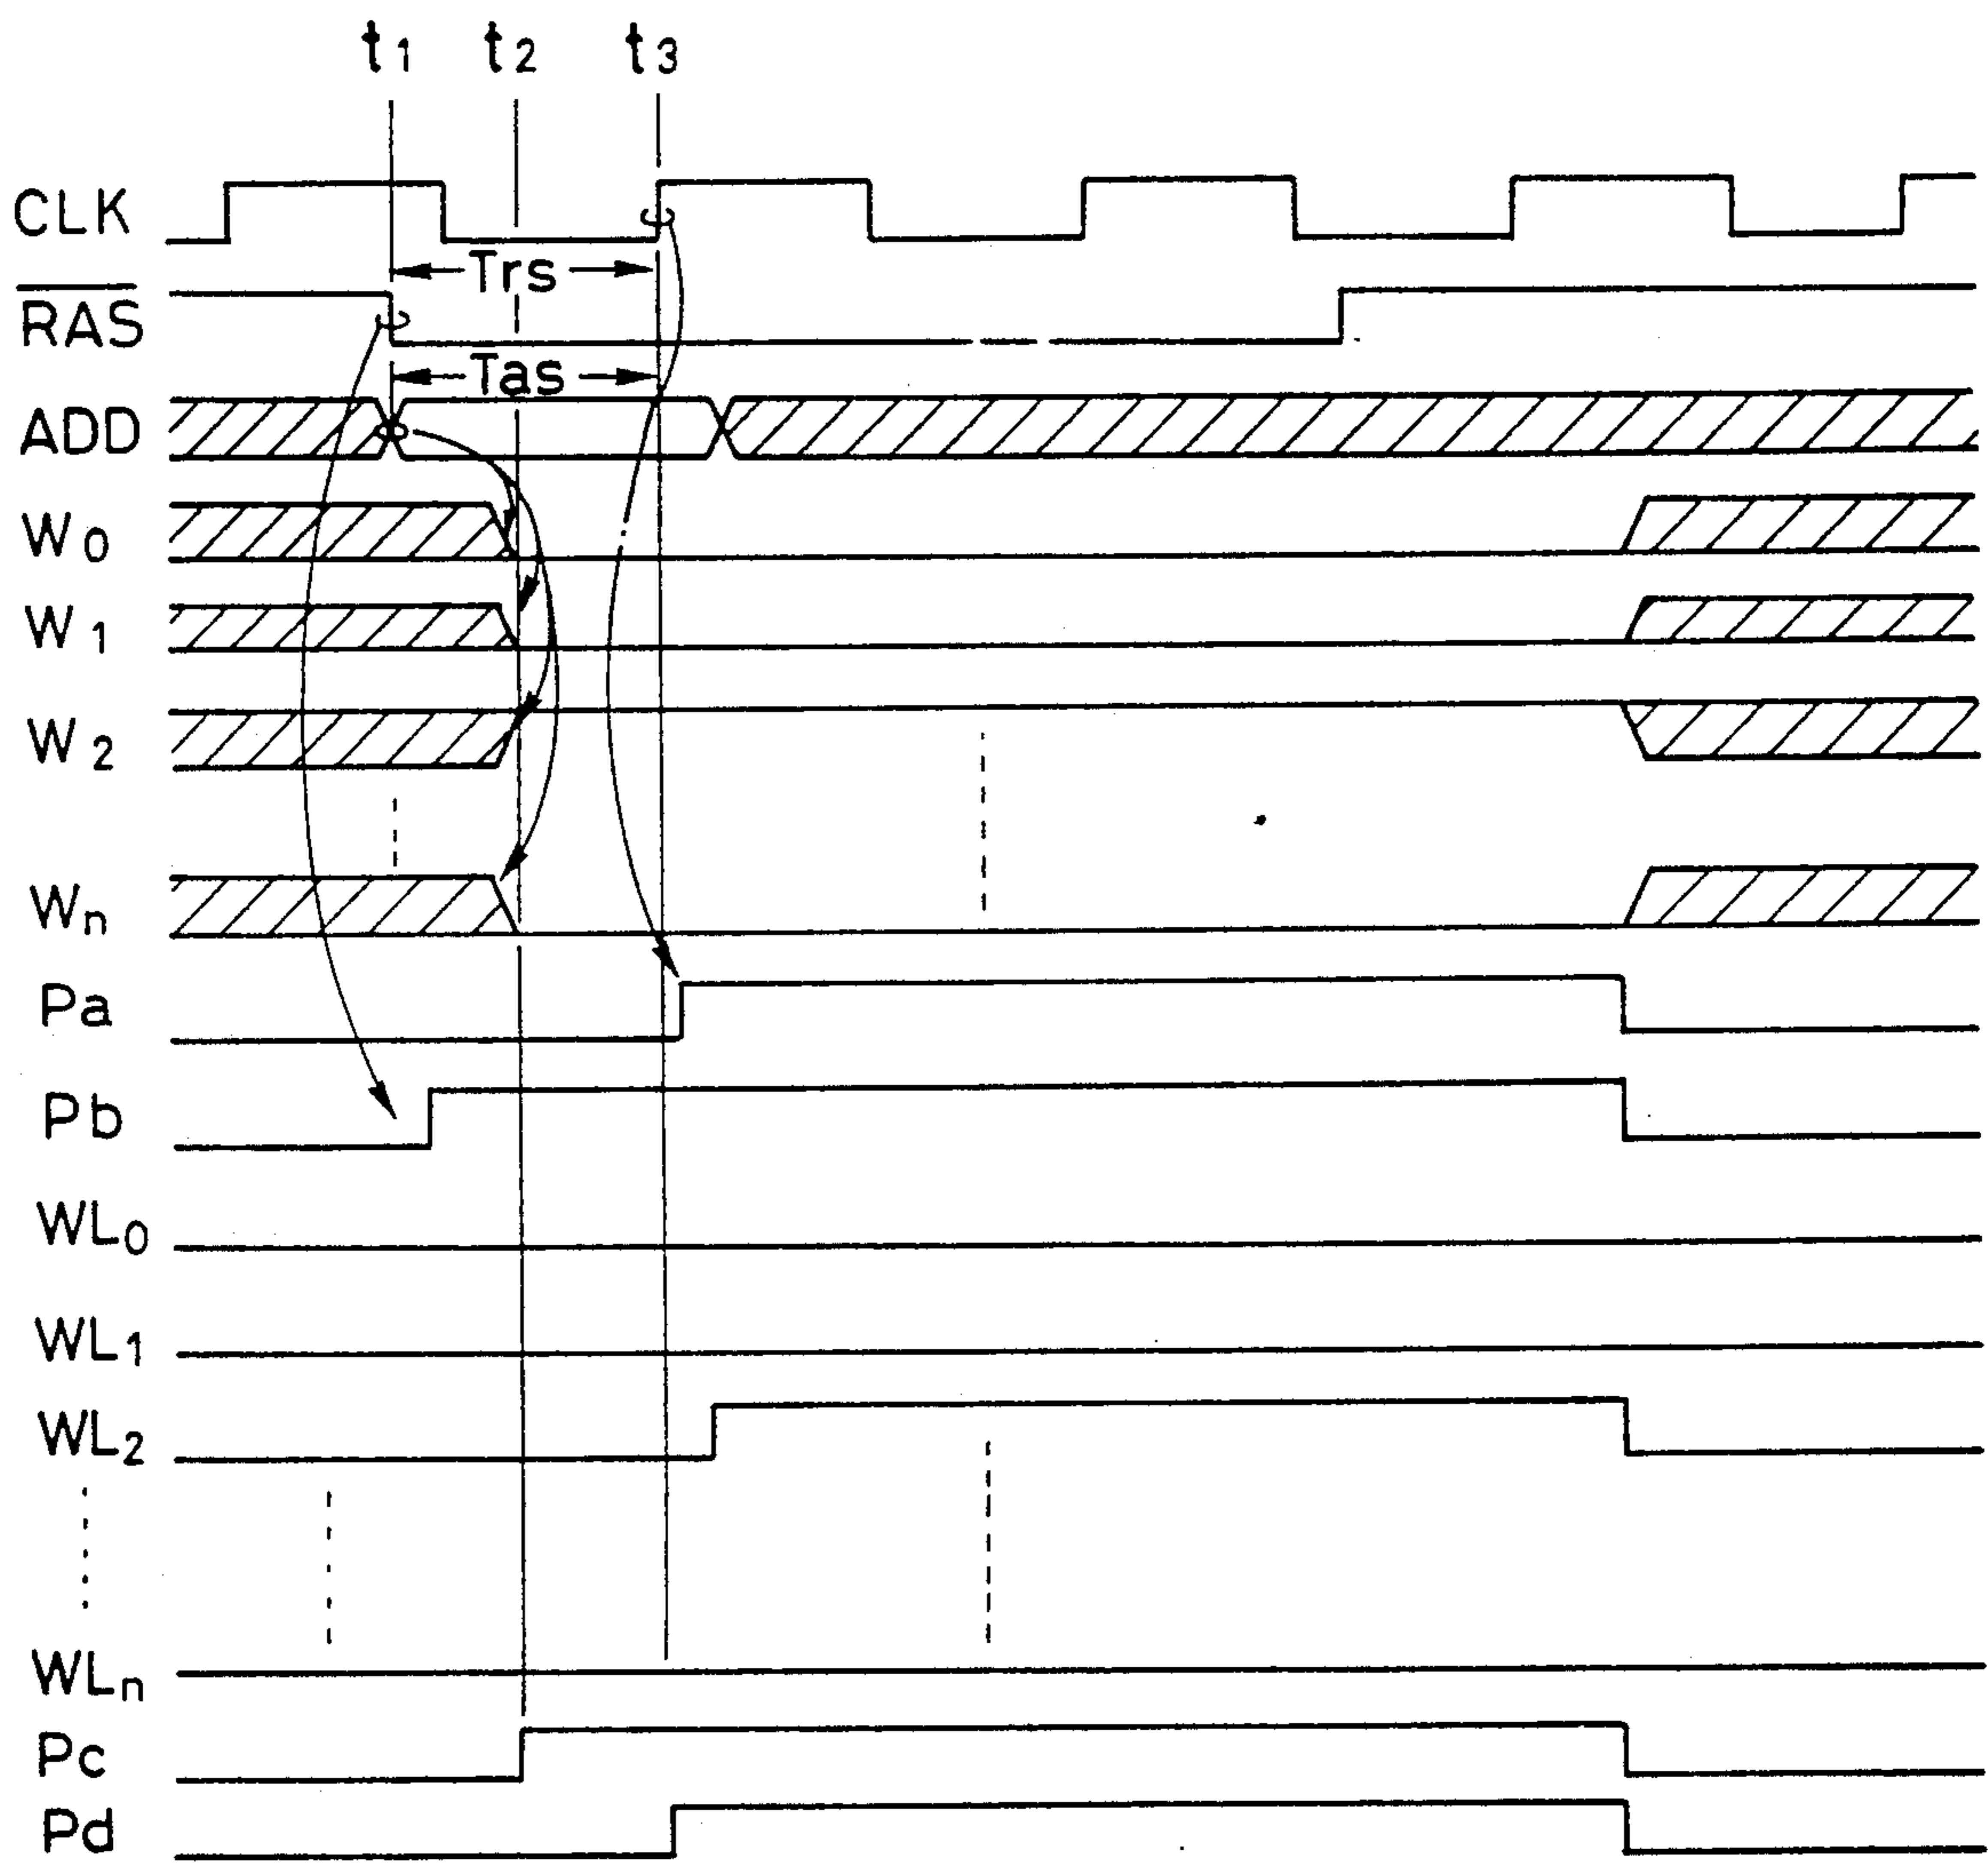 t1 t2 t3
CLK
Trs
R̅A̅S̅
Tas
ADD
W0
W1
W2
Wn
Pa
Pb
WL0
WL1
WL2
WLn
Pc
Pd